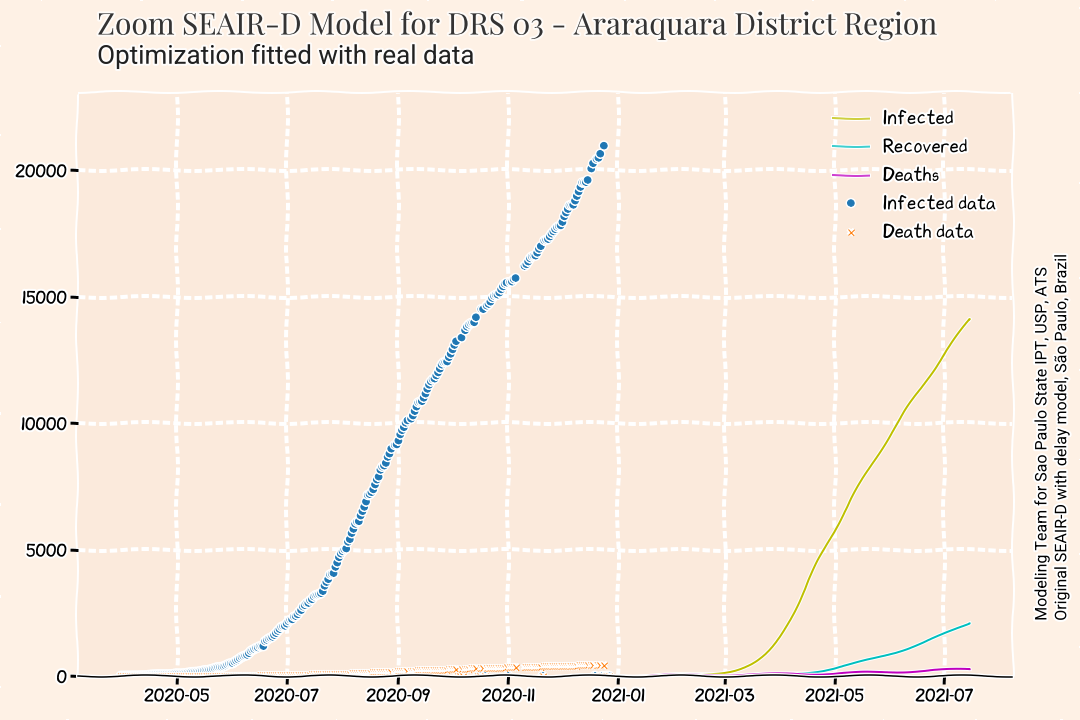 Zoom SEAIR-D Model for DRS 03 - Araraquara District Region
Optimization fitted with real data
Infected
Recovered
Deaths
Infected data
Death data
20000
15000
10000
5000
0
2020-05
2020-07
2020-09
2020-11
2021-01
2021-03
2021-05
2021-07
Modeling Team for Sao Paulo State IPT, USP, ATS
Original SEAIR-D with delay model, São Paulo, Brazil